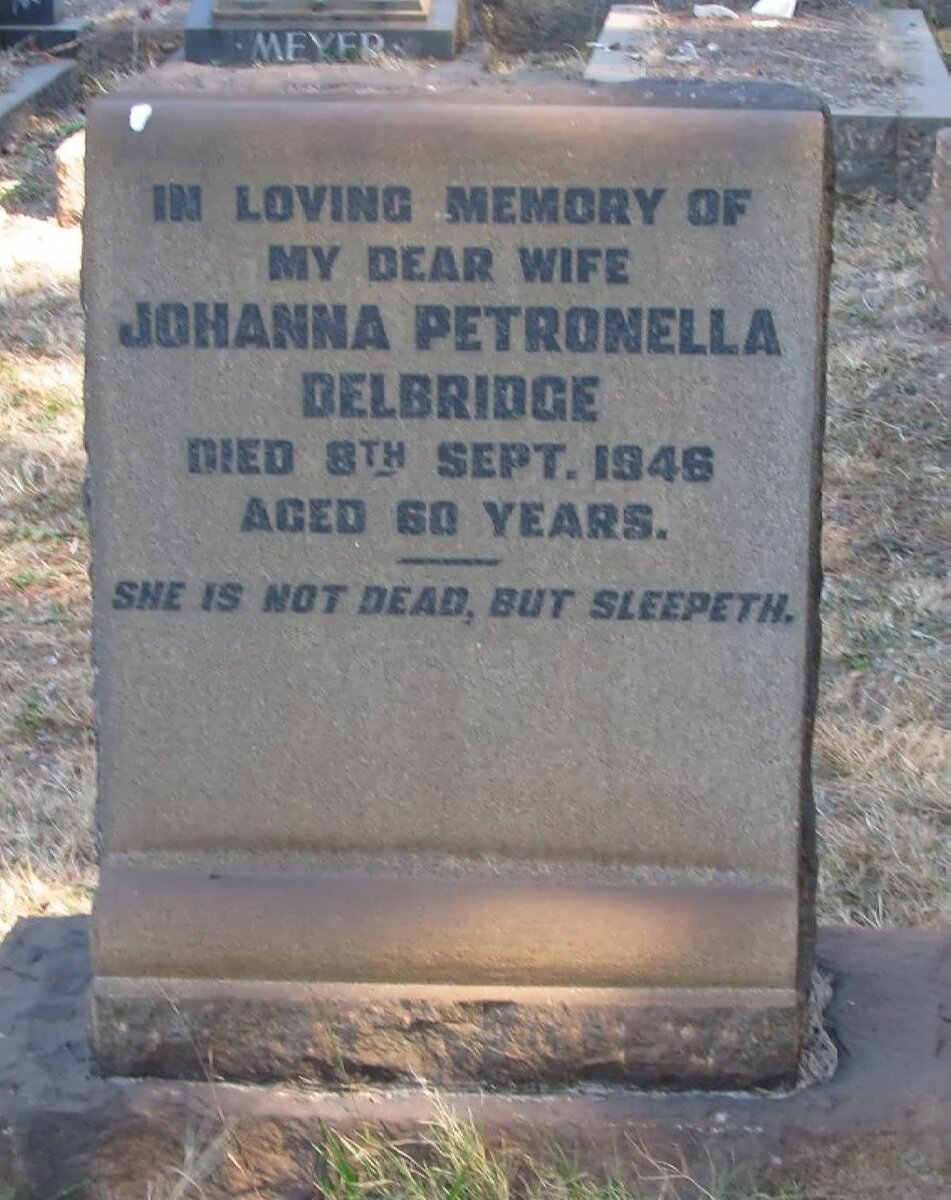 MEYER
IN LOVING MEMORY OF
MY DEAR WIFE
JOHANNA PETRONELLA
DELBRIDGE
DIED 8TH SEPT. 1946
AGED 60 YEARS.
SHE IS NOT DEAD, BUT SLEEPETH.